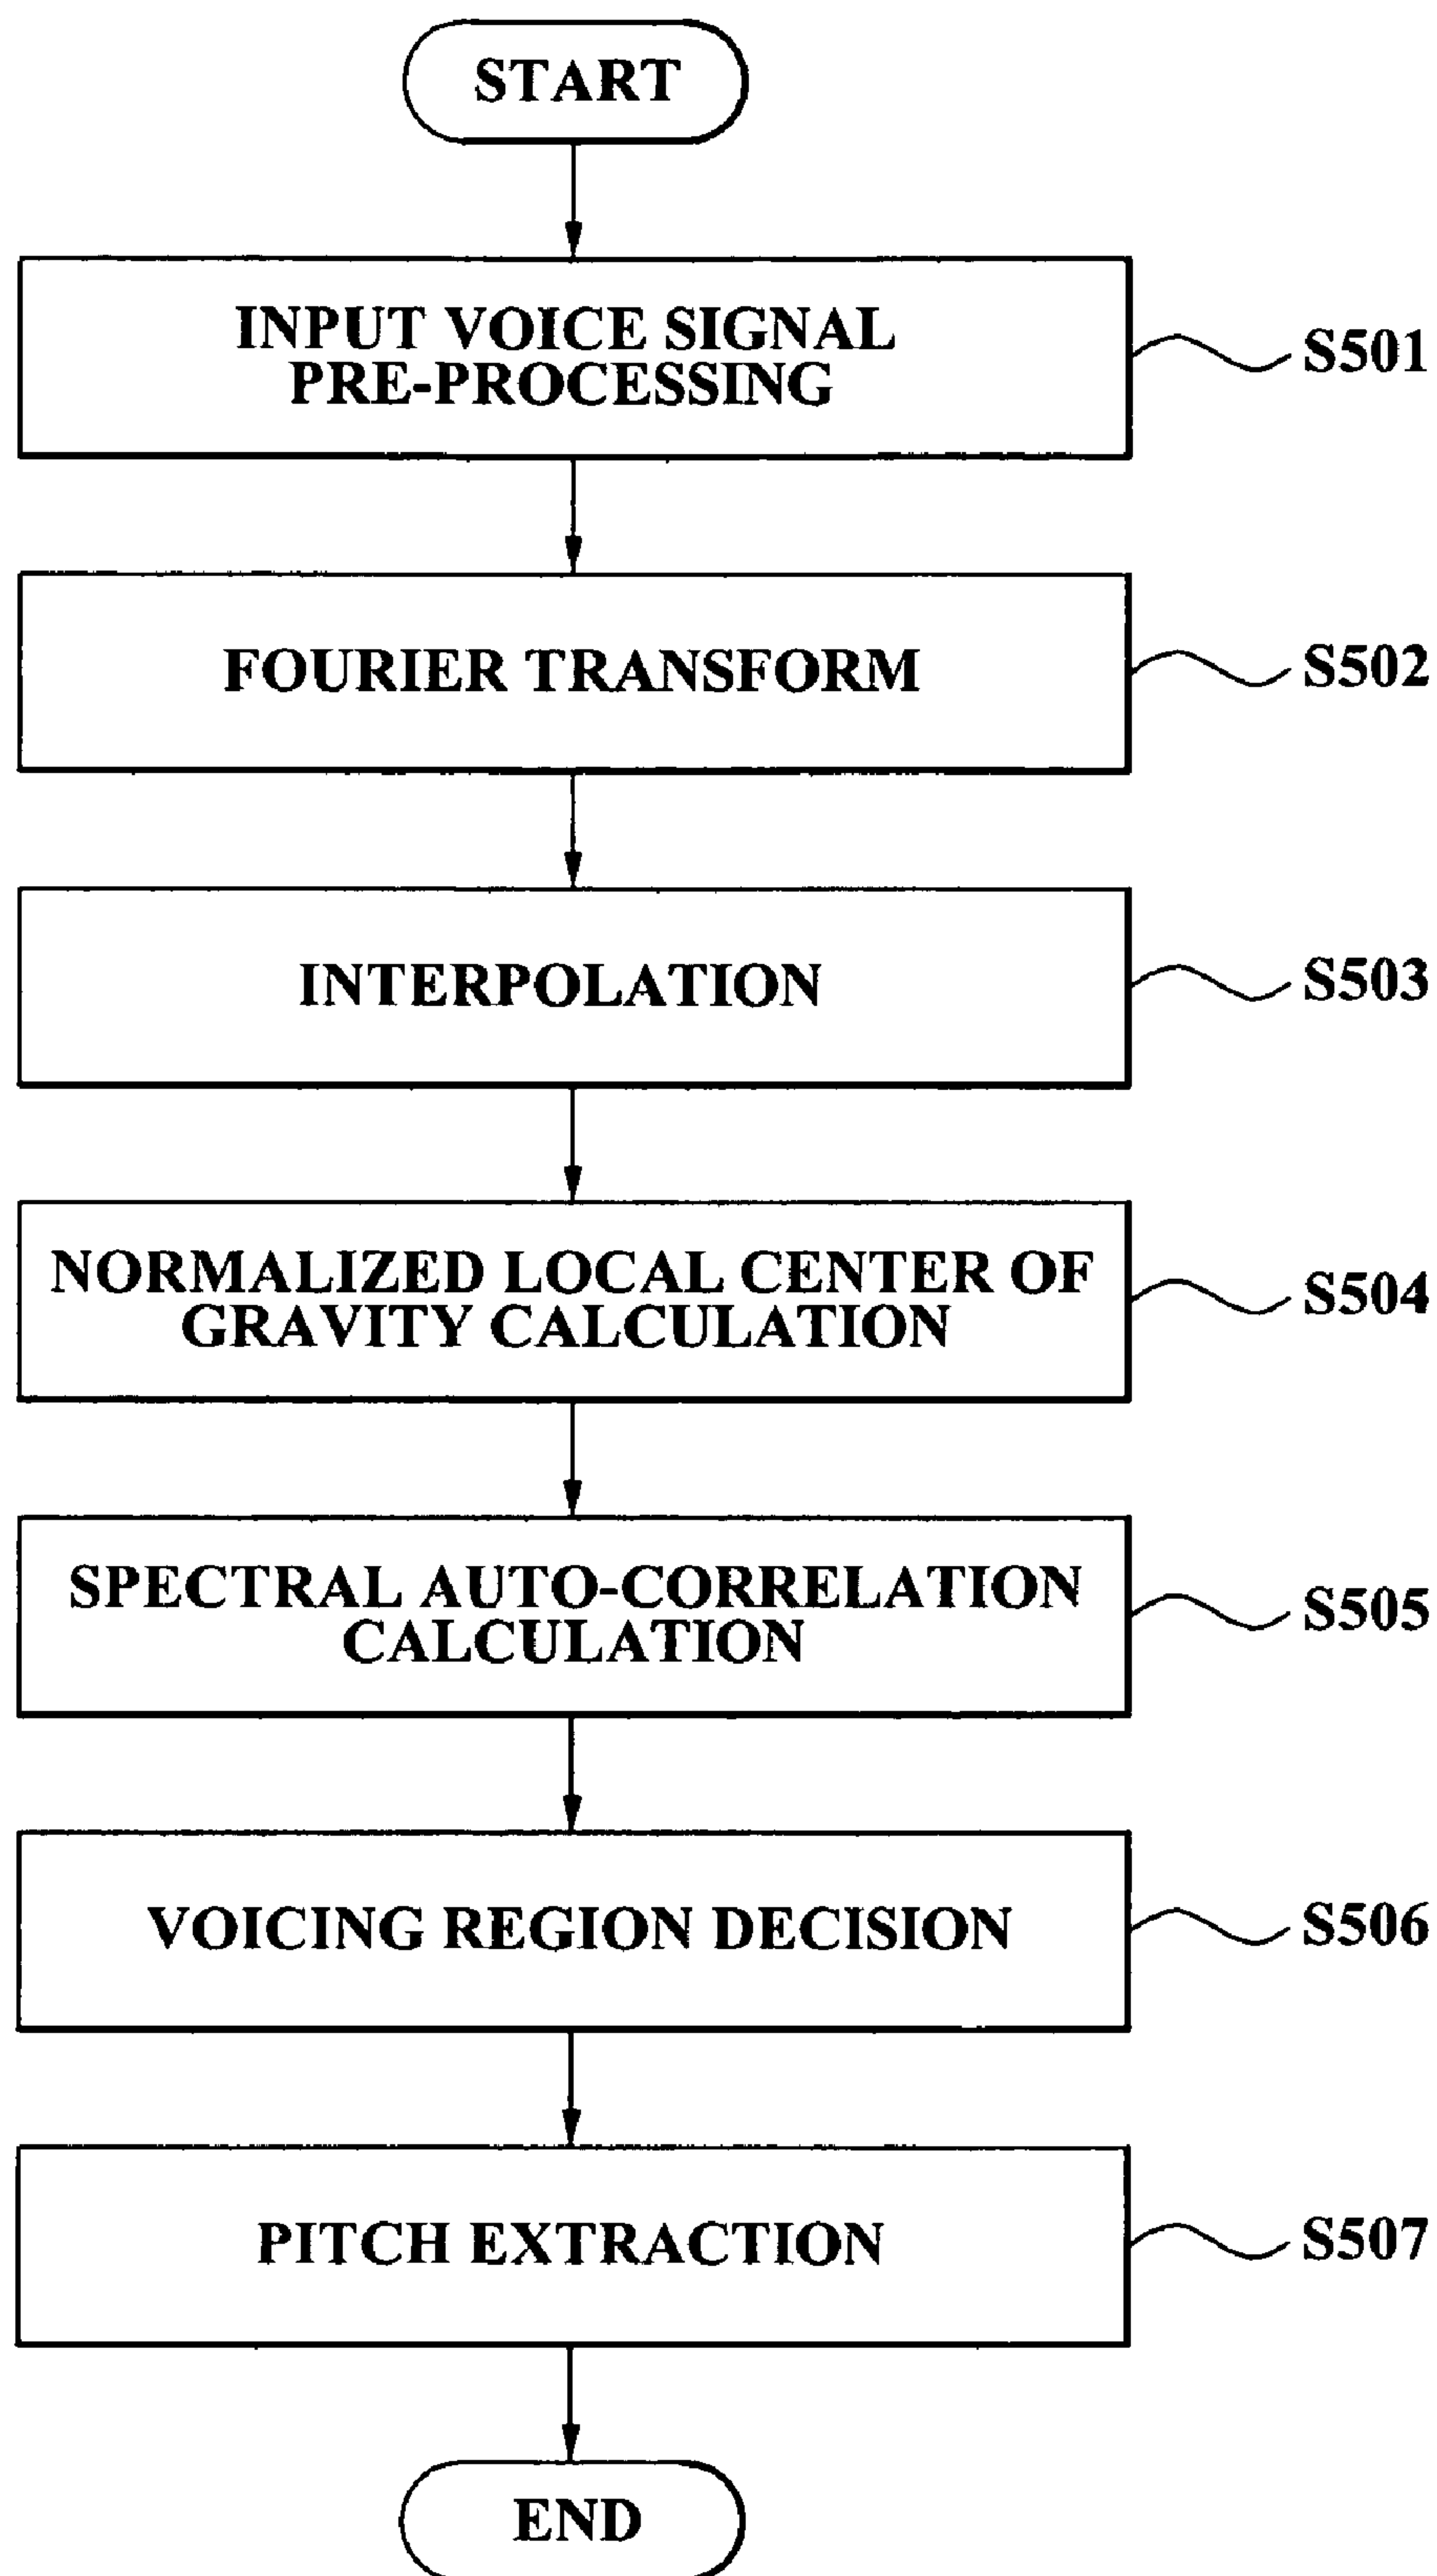 START
INPUT VOICE SIGNAL
PRE-PROCESSING
S501
FOURIER TRANSFORM
S502
INTERPOLATION
S503
NORMALIZED LOCAL CENTER OF
GRAVITY CALCULATION
S504
SPECTRAL AUTO-CORRELATION
CALCULATION
S505
VOICING REGION DECISION
S506
PITCH EXTRACTION
S507
END